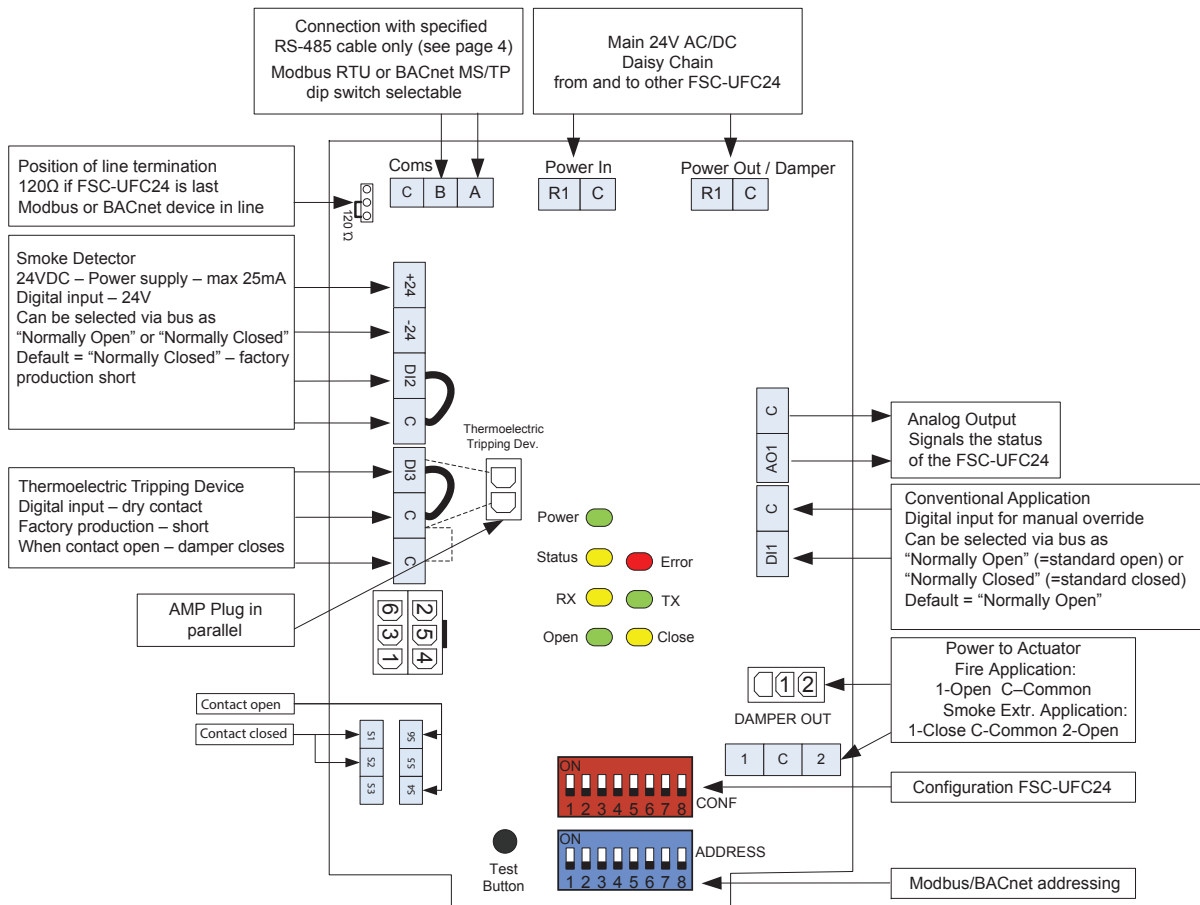 Connection with specified
RS-485 cable only (see page 4)
Modbus RTU or BACnet MS/TP
dip switch selectable
Main 24V AC/DC
Daisy Chain
from and to other FSC-UFC24
Position of line termination
120Ω if FSC-UFC24 is last
Modbus or BACnet device in line
Coms
C B A
Power In
R1 C
Power Out / Damper
R1 C
120 Ω
Smoke Detector
24VDC – Power supply – max 25mA
Digital input – 24V
Can be selected via bus as
“Normally Open” or “Normally Closed”
Default = “Normally Closed” – factory
production short
+24
-24
DI2
C
Thermoelectric
Tripping Dev.
DI3
C
C
Thermoelectric Tripping Device
Digital input – dry contact
Factory production – short
When contact open – damper closes
AMP Plug in
parallel
C
AO1
C
DI1
Analog Output
Signals the status
of the FSC-UFC24
Conventional Application
Digital input for manual override
Can be selected via bus as
“Normally Open” (=standard open) or
“Normally Closed” (=standard closed)
Default = “Normally Open”
Power
Status
Error
RX
TX
Open
Close
6 3 1
2 5 4
Contact open
Contact closed
S1
S2
S3
S6
S5
S4
1 2
DAMPER OUT
1 C 2
Power to Actuator
Fire Application:
1-Open C–Common
Smoke Extr. Application:
1-Close C-Common 2-Open
ON
1 2 3 4 5 6 7 8
CONF
Configuration FSC-UFC24
ON
1 2 3 4 5 6 7 8
ADDRESS
Modbus/BACnet addressing
Test
Button